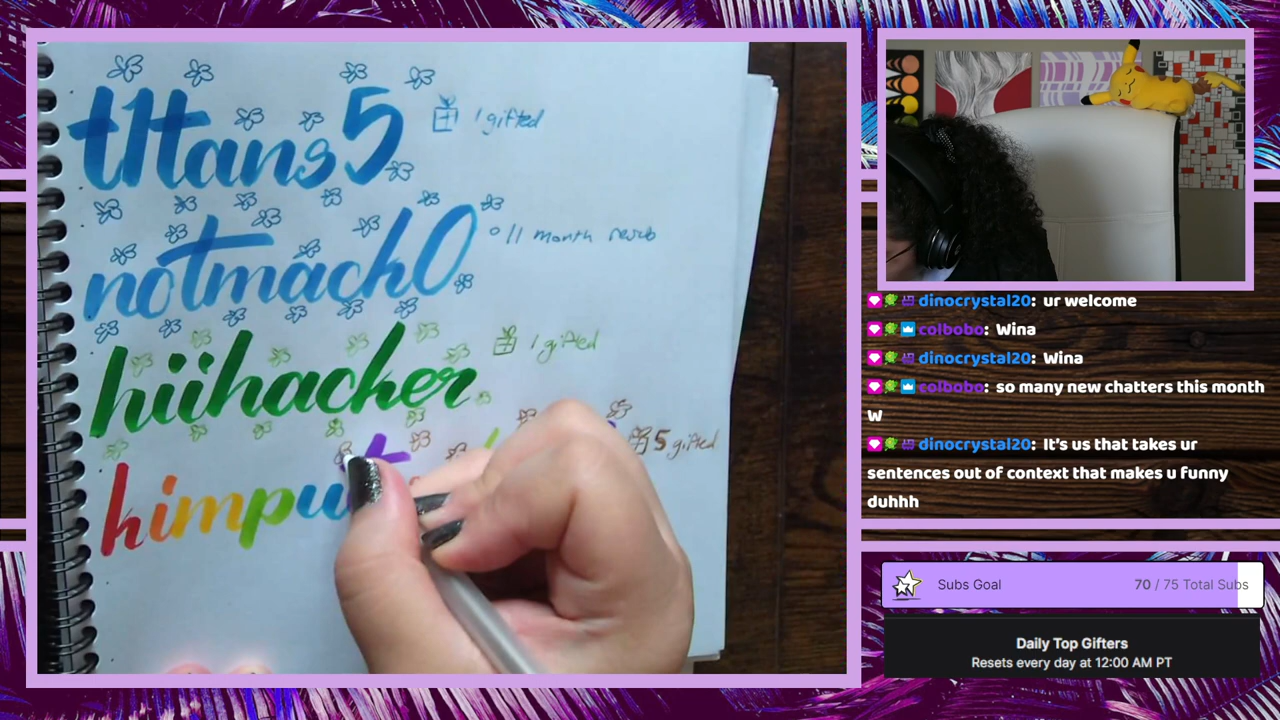 t1tans5
1 gifted
notmach0
11 month resub
hiihacker
1 gifted
5 gifted
dinocrystal20: ur welcome
colbobo: Wina
dinocrystal20: Wina
colbobo: so many new chatters this month
W
dinocrystal20: It's us that takes ur
sentences out of context that makes u funny
duhhh
Subs Goal 70 / 75 Total Subs
Daily Top Gifters
Resets every day at 12:00 AM PT